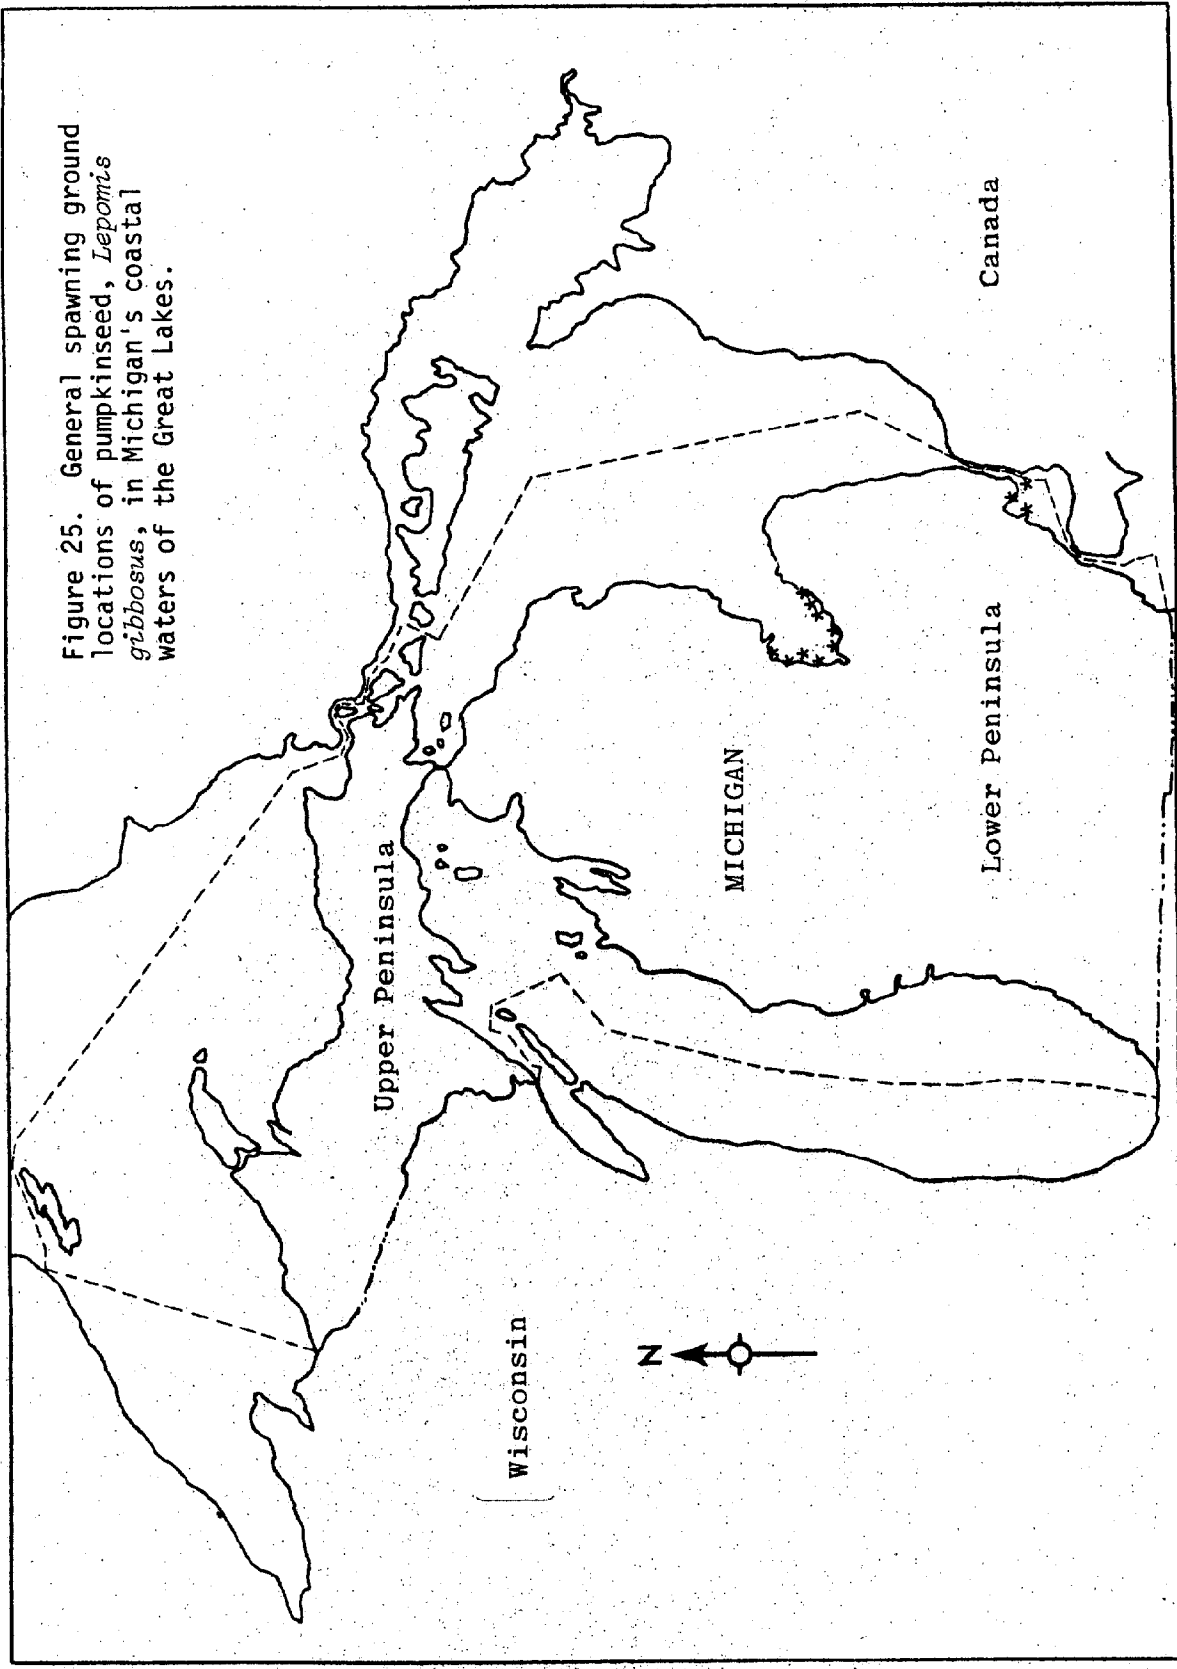 Figure 25. General spawning ground
locations of pumpkinseed, Lepomis
gibbosus, in Michigan's coastal
waters of the Great Lakes.
Canada
Upper Peninsula
MICHIGAN
Lower Peninsula
Wisconsin
N